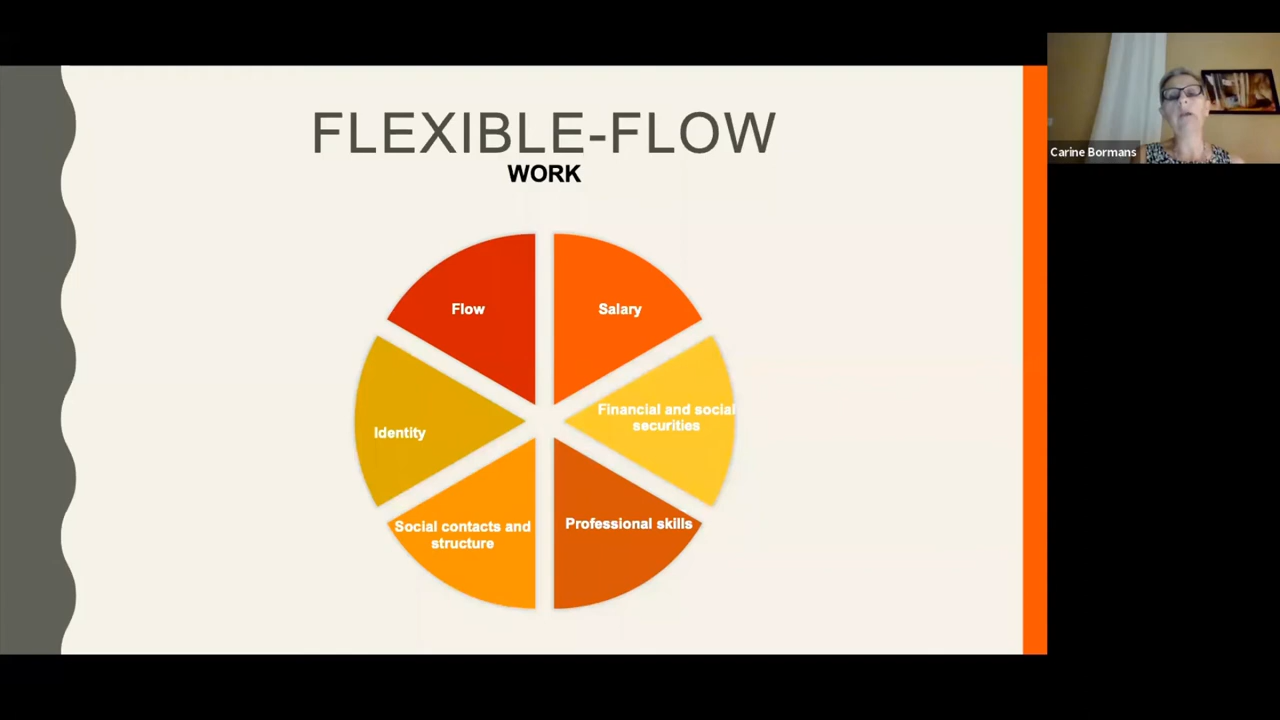 FLEXIBLE-FLOW
WORK
Flow
Salary
Financial and social
securities
Identity
Professional skills
Social contacts and
structure
Carine Bormans